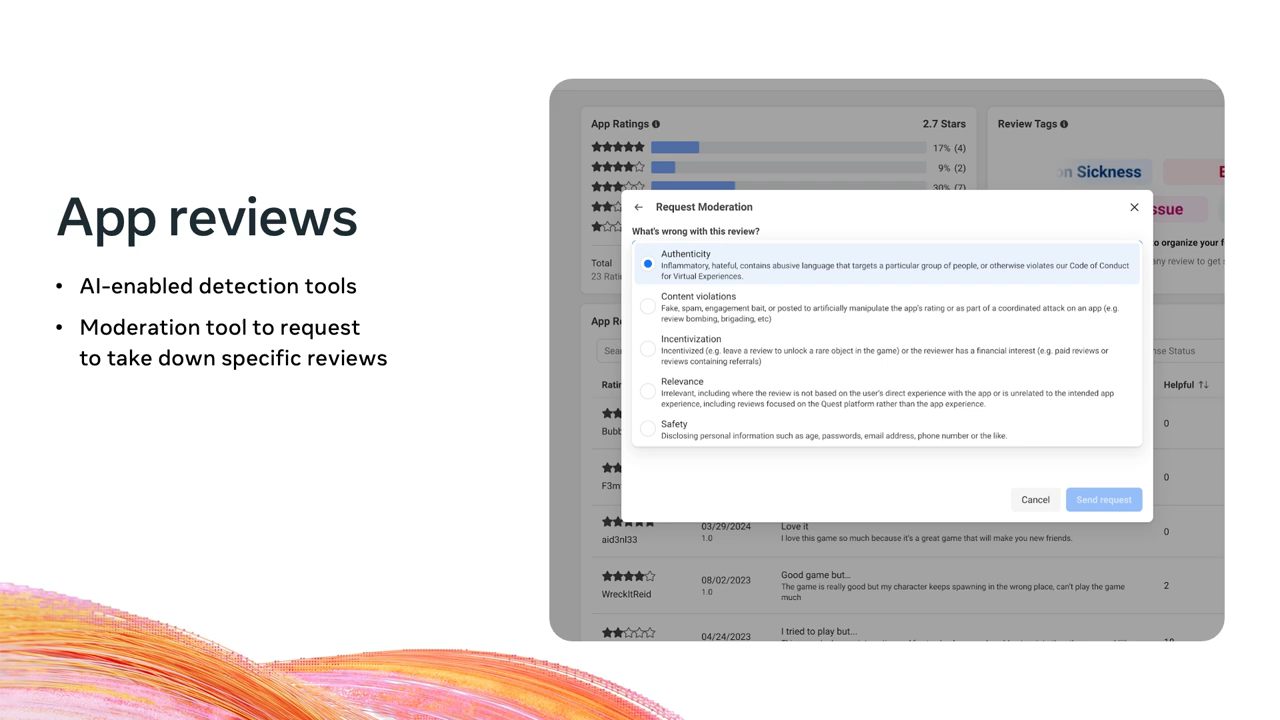 App reviews
• AI-enabled detection tools
• Moderation tool to request
to take down specific reviews
App Ratings
2.7 Stars
17% (4)
9% (2)
30% (7)
Total
23
Review Tags
Sickness
to organize your
any review to get
Request Moderation
What's wrong with this review?
Authenticity
Inflammatory, hateful, contains abusive language that targets a particular group of people, or otherwise violates our Code of Conduct
for Virtual Experiences.
Content violations
Fake, spam, engagement bait, or posted to artificially manipulate the app's rating or as part of a coordinated attack on an app (e.g.
review bombing, brigading, etc)
Incentivization
Incentivized (e.g. leave a review to unlock a rare object in the game) or the reviewer has a financial interest (e.g. paid reviews or
reviews containing referrals)
Relevance
Irrelevant, including where the review is not based on the user's direct experience with the app or is unrelated to the intended app
experience, including reviews focused on the Quest platform rather than the app experience.
Safety
Disclosing personal information such as age, passwords, email address, phone number or the like.
Cancel
Send request
App
Status
Helpful ↑↓
0
0
aid3nl33
03/29/2024
1.0
Love it
I love this game so much because it's a great game that will make you new friends.
0
WreckItReid
08/02/2023
1.0
Good game but...
The game is really good but my character keeps spawning in the wrong place, can't play the game
much
2
04/24/2023
I tried to play but...